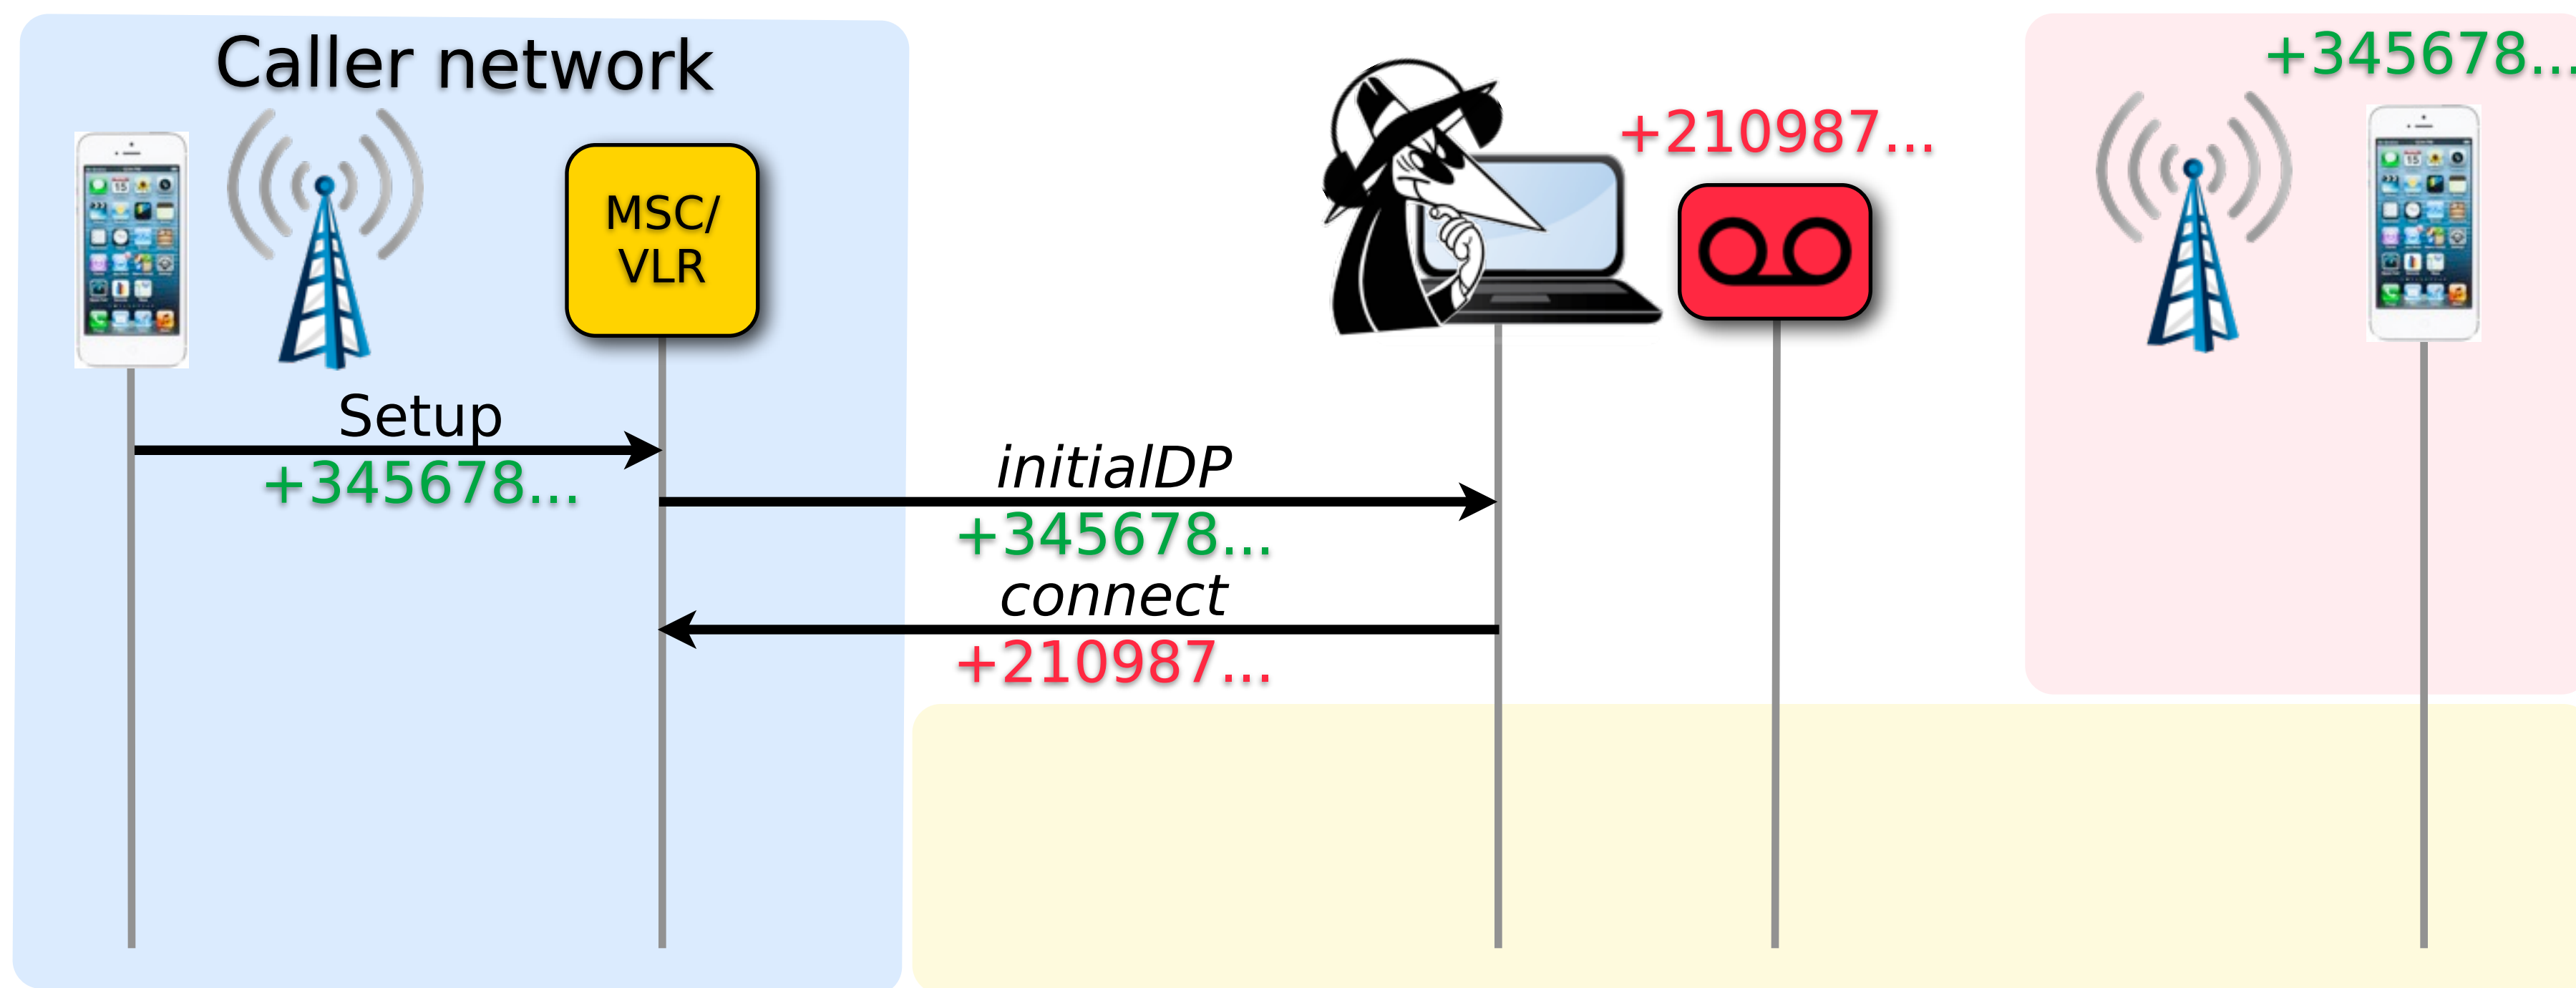 Caller network
+345678...
+210987...
MSC/
VLR
Setup
+345678...
initialDP
+345678...
connect
+210987...